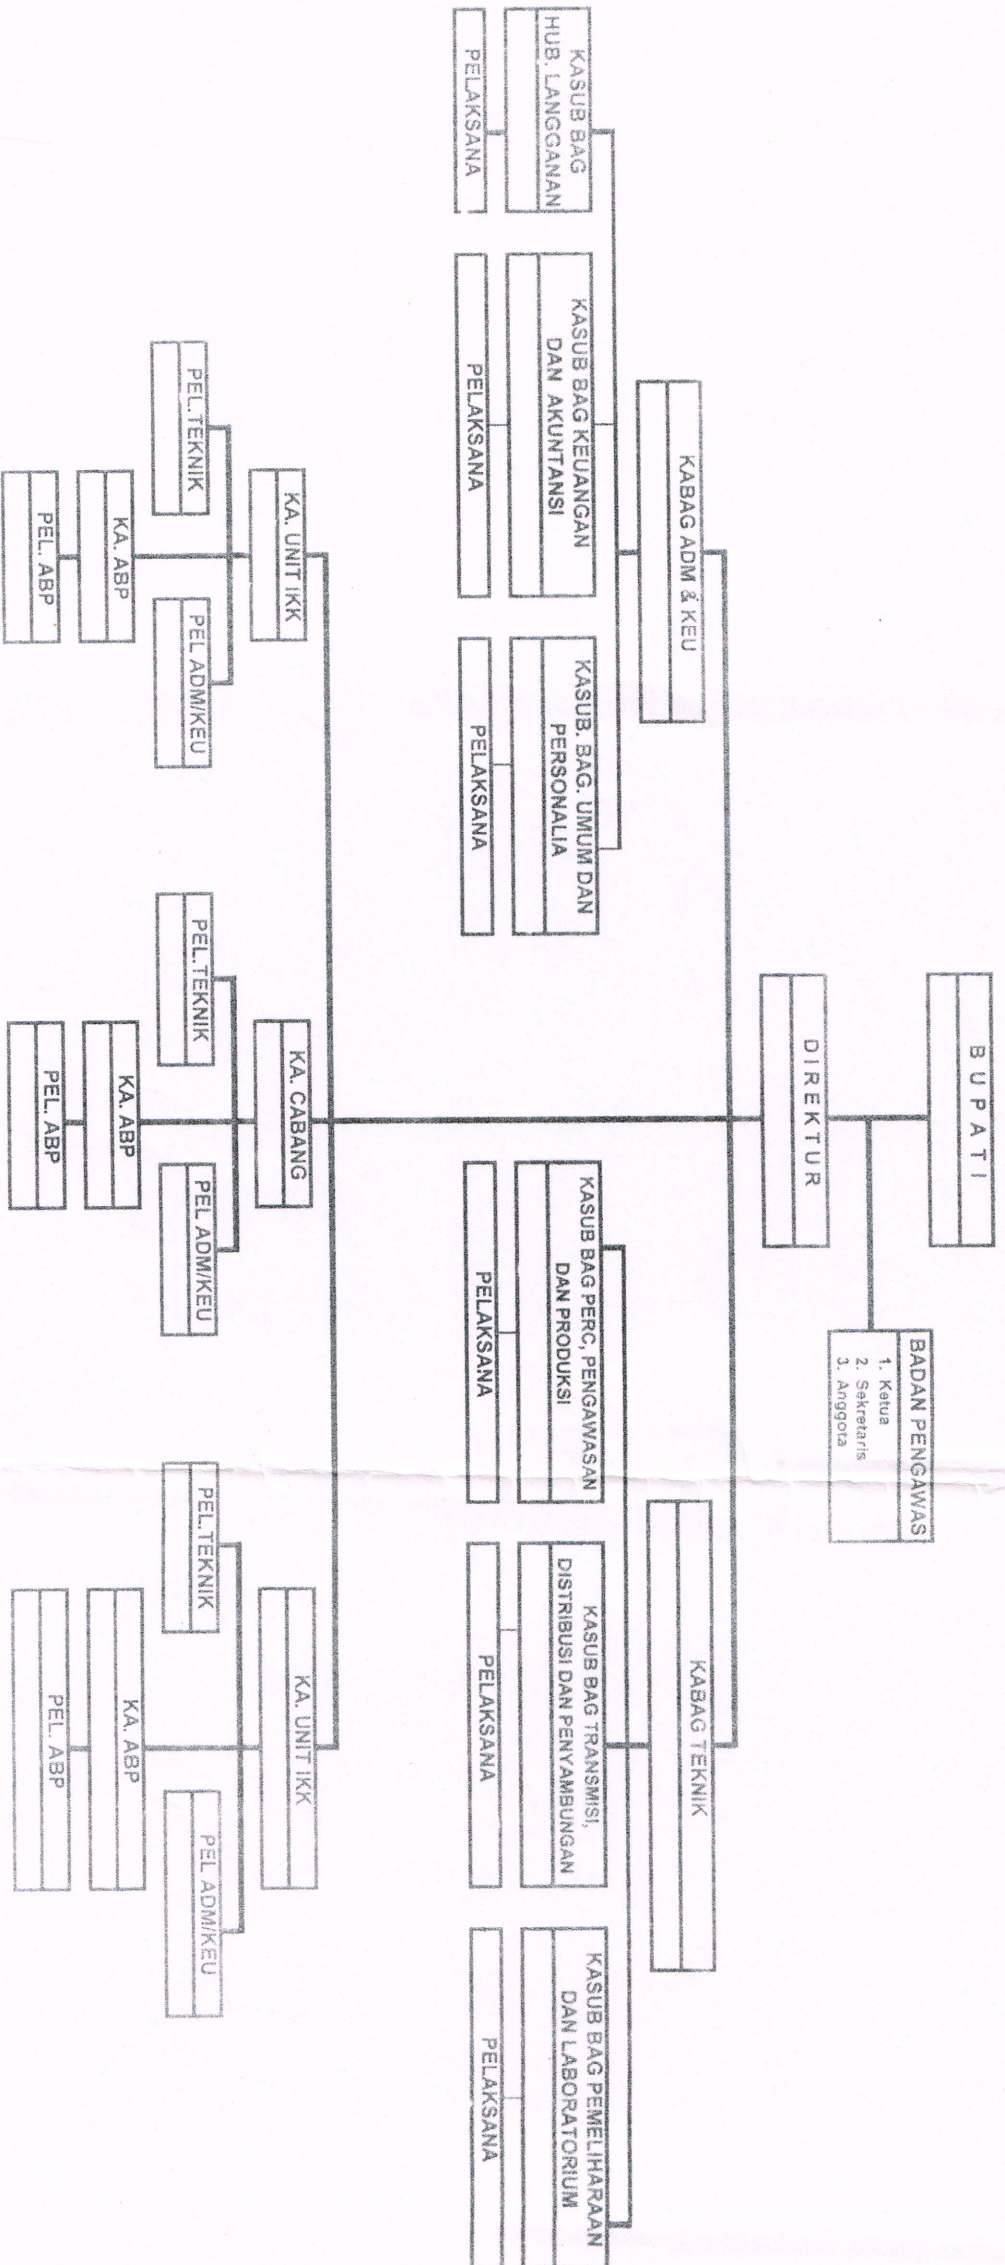 B U P A T I
BADAN PENGAWAS
1. Ketua
2. Sekretaris
3. Anggota
DIREKTUR
KABAG ADM & KEU
KABAG TEKNIK
KASUB BAG
HUB. LANGGANAN
KASUB BAG KEUANGAN
DAN AKUNTANSI
KASUB. BAG. UMUM DAN
PERSONALIA
KASUB BAG PERC, PENGAWASAN
DAN PRODUKSI
KASUB BAG TRANSMISI,
DISTRIBUSI DAN PENYAMBUNGAN
KASUB BAG PEMELIHARAAN
DAN LABORATORIUM
PELAKSANA
PELAKSANA
PELAKSANA
PELAKSANA
PELAKSANA
PELAKSANA
KA. UNIT IKK
KA. CABANG
KA. UNIT IKK
PEL.TEKNIK
PEL ADM/KEU
PEL.TEKNIK
PEL ADM/KEU
PEL.TEKNIK
PEL ADM/KEU
KA. ABP
KA. ABP
KA. ABP
PEL. ABP
PEL. ABP
PEL. ABP